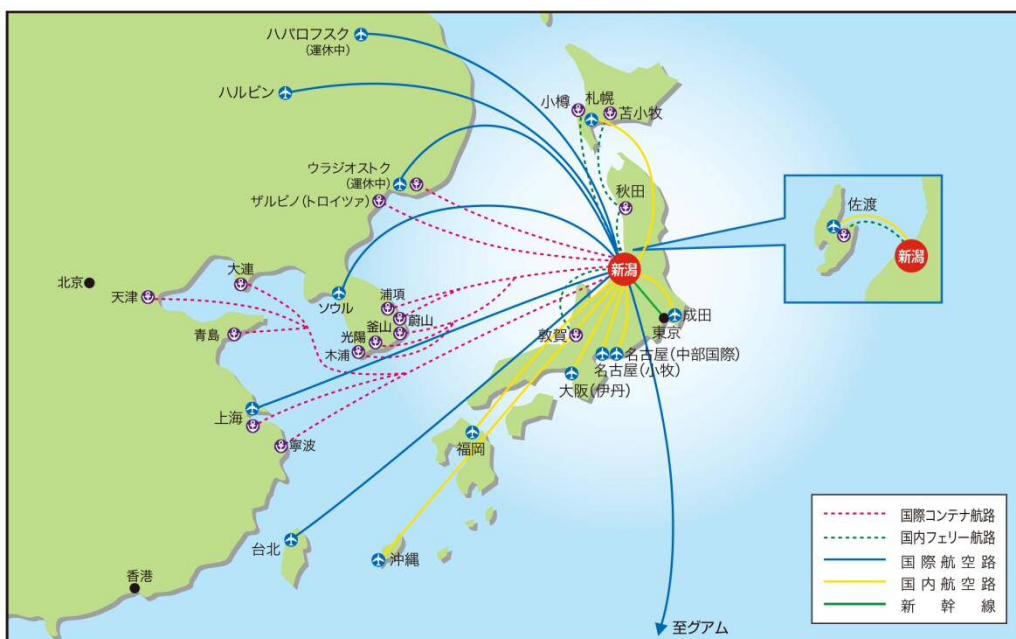 ハバロフスク
(運休中)
ハルビン
小樽
札幌
苫小牧
ウラジオストク
(運休中)
ザルビノ(トロイツァ)
秋田
佐渡
新潟
新潟
北京
天津
大連
青島
ソウル
浦項
蔚山
釜山
光陽
木浦
成田
東京
敦賀
名古屋(中部国際)
名古屋(小牧)
大阪(伊丹)
上海
寧波
福岡
台北
沖縄
香港
至グアム
国際コンテナ航路
国内フェリー航路
国際航空路
国内航空路
新幹線